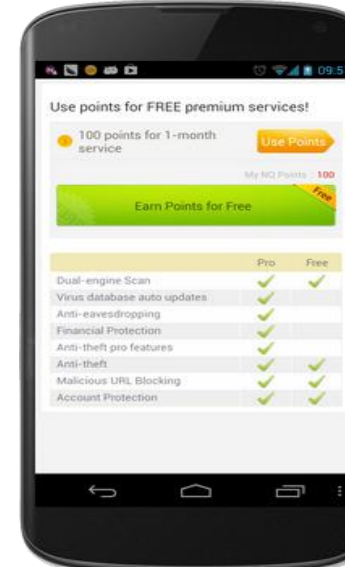 09:5
Use points for FREE premium services!
100 points for 1-month
service
Use Points
My NQ Points : 100
Free
Earn Points for Free
Pro Free
Dual-engine Scan
Virus database auto updates
Anti-eavesdropping
Financial Protection
Anti-theft pro features
Anti-theft
Malicious URL Blocking
Account Protection